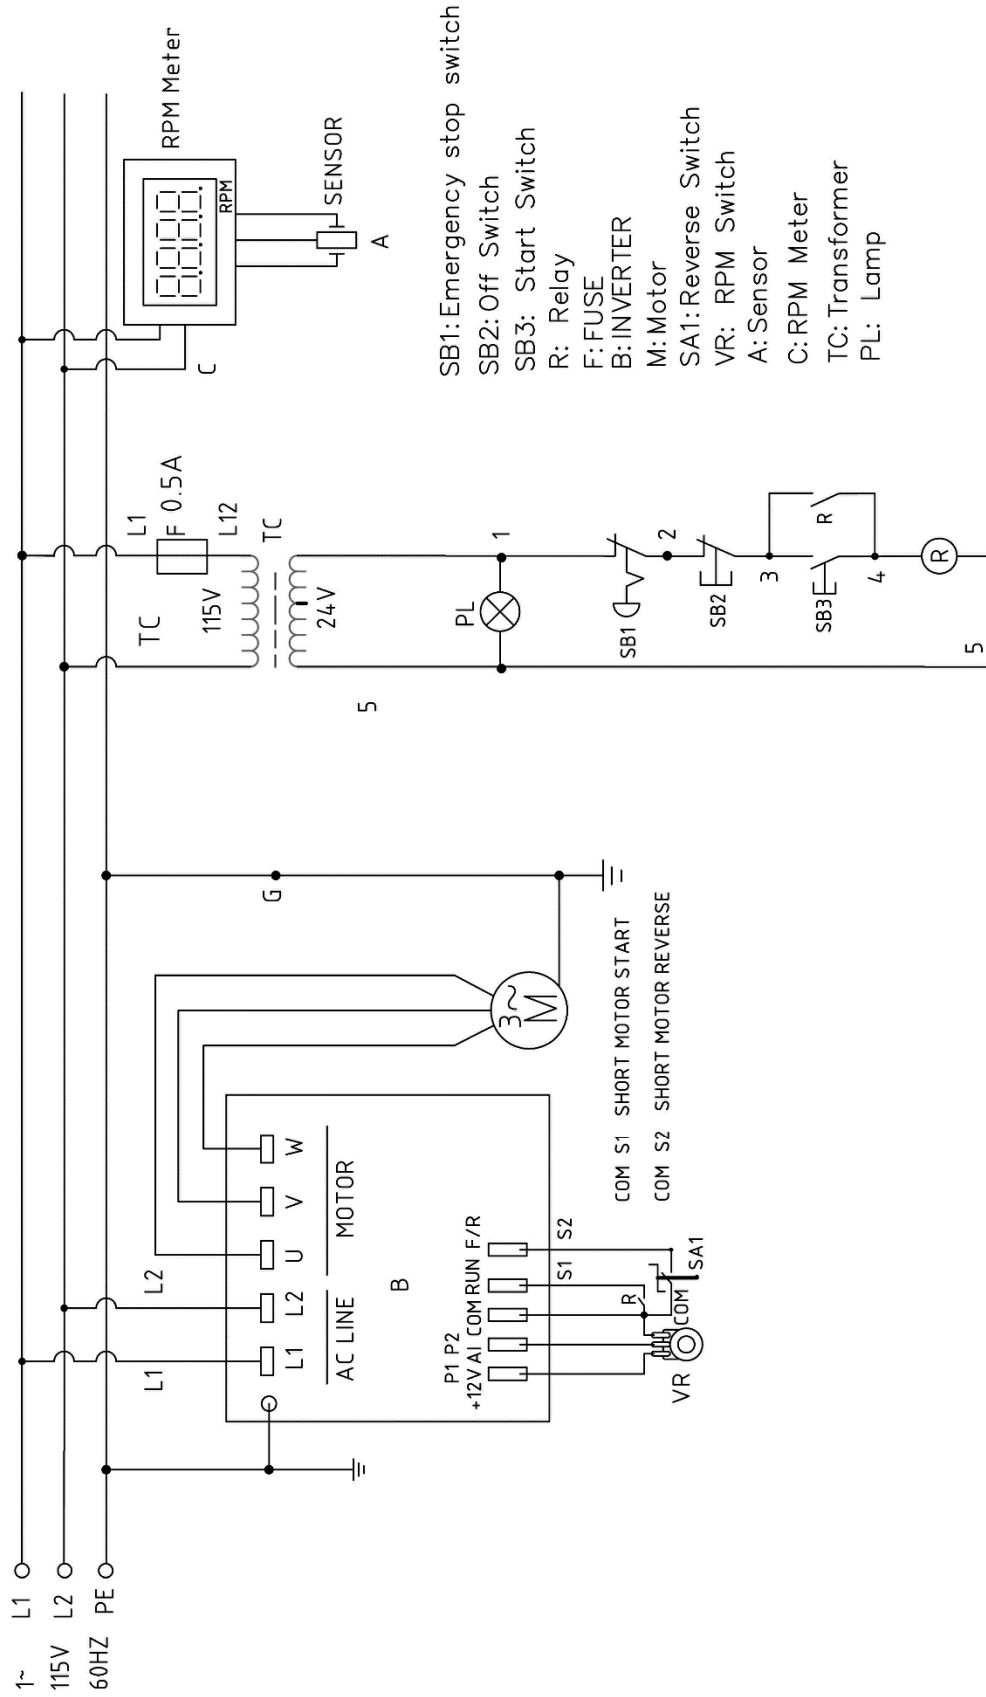 1~ L1
115V L2
60HZ PE
L1
L2
L1 L2 U V W
AC LINE MOTOR
B
P1 P2
+12V AI COM RUN F/R
S1 S2
R
COM
VR
SA1
3~
M
G
COM S1 SHORT MOTOR START
COM S2 SHORT MOTOR REVERSE
TC
L1
F 0.5A
L12
115V
TC
24V
5
PL
1
SB1
2
SB2
3
SB3
R
4
R
5
RPM Meter
RPM
C
SENSOR
A
SB1: Emergency stop switch
SB2: Off Switch
SB3: Start Switch
R: Relay
F: FUSE
B: INVERTER
M: Motor
SA1: Reverse Switch
VR: RPM Switch
A: Sensor
C: RPM Meter
TC: Transformer
PL: Lamp